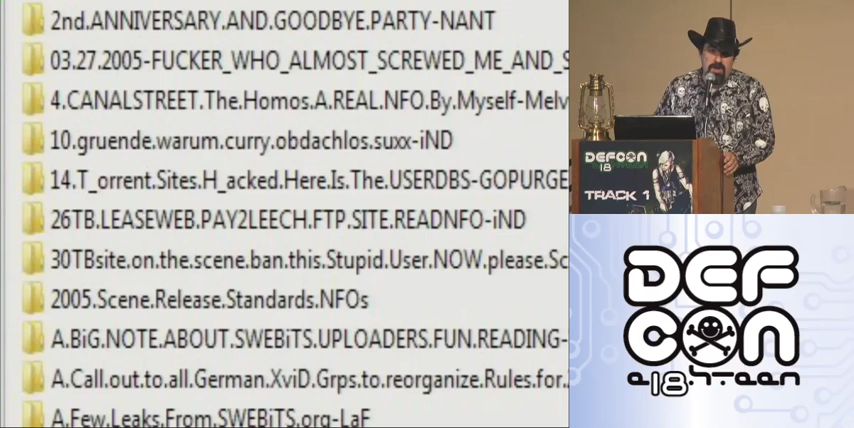 2nd.ANNIVERSARY.AND.GOODBYE.PARTY-NANT
03.27.2005-FUCKER_WHO_ALMOST_SCREWED_ME_AND_S
4.CANALSTREET.The.Homos.A.REAL.NFO.By.Myself-Melv
10.gruende.warum.curry.obdachlos.suxx-iND
14.T_orrent.Sites.H_acked.Here.Is.The.USERDBS-GOPURGE
26TB.LEASEWEB.PAY2LEECH.FTP.SITE.READNFO-iND
30TBsite.on.the.scene.ban.this.Stupid.User.NOW.please.Sc
2005.Scene.Release.Standards.NFOs
A.BiG.NOTE.ABOUT.SWEBiTS.UPLOADERS.FUN.READING-
A.Call.out.to.all.German.XviD.Grps.to.reorganize.Rules.for.
A.Few.Leaks.From.SWEBiTS.org-LaF
DEFCON
18
TRACK 1
DEF
CON
18